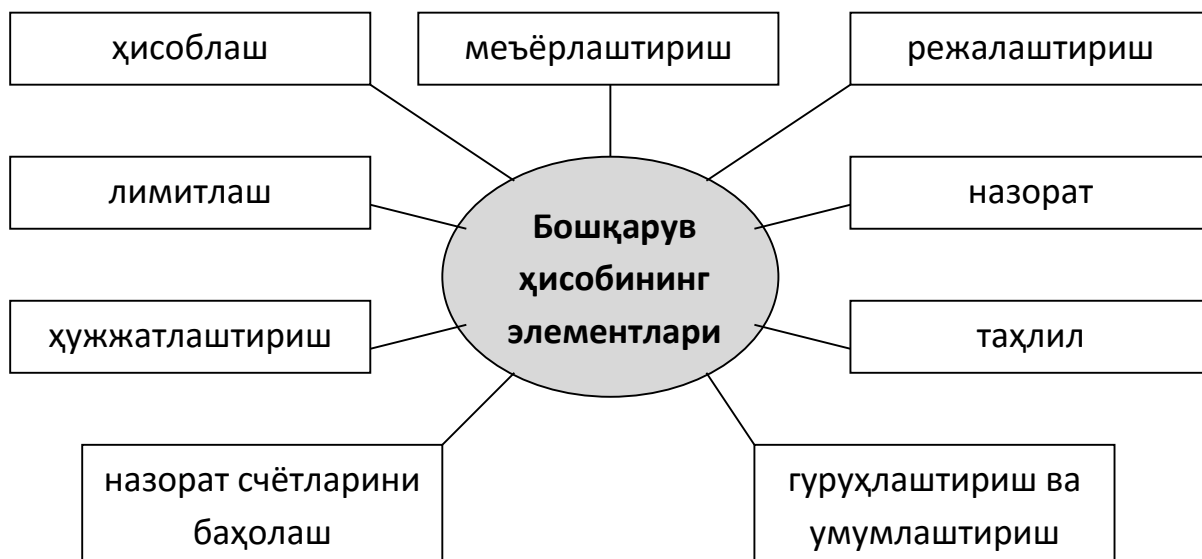 ҳисоблаш
меъёрлаштириш
режалаштириш
лимитлаш
назорат
Бошқарув
ҳисобининг
элементлари
ҳужжатлаштириш
таҳлил
назорат счётларини
баҳолаш
гуруҳлаштириш ва
умумлаштириш